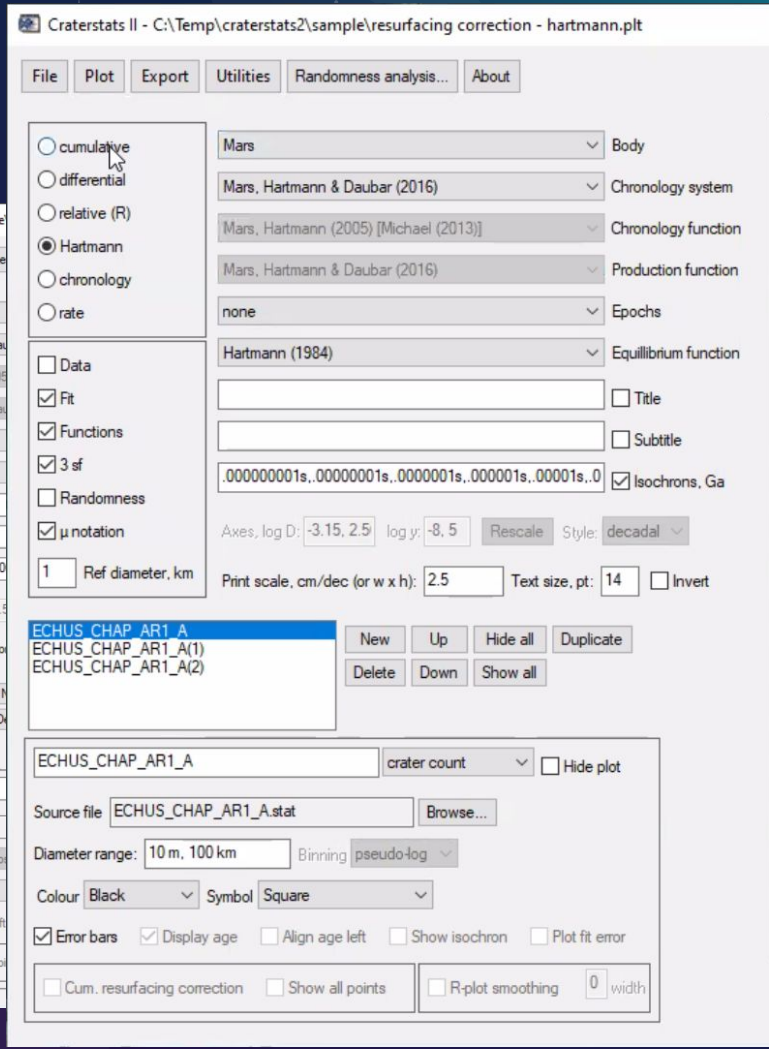 Craterstats II - C:\Temp\craterstats2\sample\resurfacing correction - hartmann.plt
File Plot Export Utilities Randomness analysis... About
cumulative Mars Body
differential Mars, Hartmann & Daubar (2016) Chronology system
relative (R) Mars, Hartmann (2005) [Michael (2013)] Chronology function
Hartmann Mars, Hartmann & Daubar (2016) Production function
chronology
rate none Epochs
Data Hartmann (1984) Equillibrium function
Fit Title
Functions Subtitle
3 sf .000000001s,.00000001s,.0000001s,.000001s,.00001s,.0 Isochrons, Ga
Randomness
µ notation Axes, log D: -3.15, 2.5 log y: -8, 5 Rescale Style: decadal
1 Ref diameter, km Print scale, cm/dec (or w x h): 2.5 Text size, pt: 14 Invert
ECHUS_CHAP_AR1_A
ECHUS_CHAP_AR1_A(1)
ECHUS_CHAP_AR1_A(2)
New Up Hide all Duplicate
Delete Down Show all
ECHUS_CHAP_AR1_A crater count Hide plot
Source file ECHUS_CHAP_AR1_A.stat Browse...
Diameter range: 10 m, 100 km Binning pseudo-log
Colour Black Symbol Square
Error bars Display age Align age left Show isochron Plot fit error
Cum. resurfacing correction Show all points R-plot smoothing 0 width